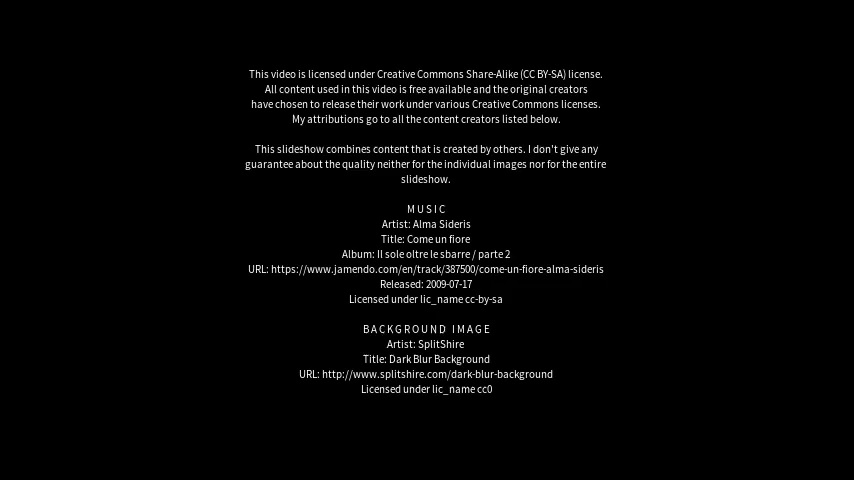 This video is licensed under Creative Commons Share-Alike (CC BY-SA) license.
All content used in this video is free available and the original creators
have chosen to release their work under various Creative Commons licenses.
My attributions go to all the content creators listed below.
This slideshow combines content that is created by others. I don't give any
guarantee about the quality neither for the individual images nor for the entire
slideshow.
MUSIC
Artist: Alma Sideris
Title: Come un fiore
Album: Il sole oltre le sbarre / parte 2
URL: https://www.jamendo.com/en/track/387500/come-un-fiore-alma-sideris
Released: 2009-07-17
Licensed under lic_name cc-by-sa
BACKGROUND IMAGE
Artist: SplitShire
Title: Dark Blur Background
URL: http://www.splitshire.com/dark-blur-background
Licensed under lic_name cc0